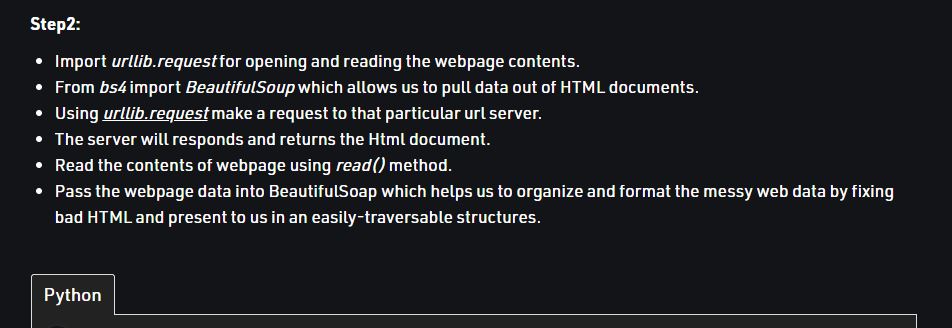 Step2:
• Import urllib.request for opening and reading the webpage contents.
• From bs4 import BeautifulSoup which allows us to pull data out of HTML documents.
• Using urllib.request make a request to that particular url server.
• The server will responds and returns the Html document.
• Read the contents of webpage using read() method.
• Pass the webpage data into BeautifulSoap which helps us to organize and format the messy web data by fixing
bad HTML and present to us in an easily-traversable structures.
Python